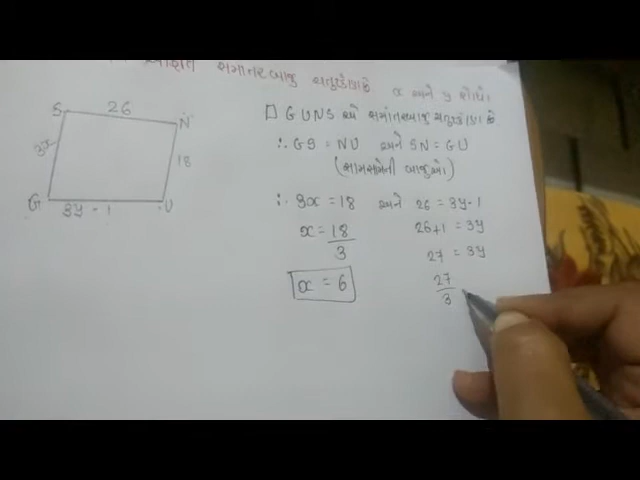 આકૃતિ સમાંતરબાજુ ચતુષ્કોણ છે x અને y શોધો.
S 26 N
3x 18
G 3y - 1 U
□ GUNS એ સમાંતરબાજુ ચતુષ્કોણ છે
∴ GS = NU અને SN = GU
(સામસામેની બાજુઓ)
∴ 3x = 18 અને 26 = 3y-1
x = 18/3 26+1 = 3y
27 = 3y
x = 6 27/3